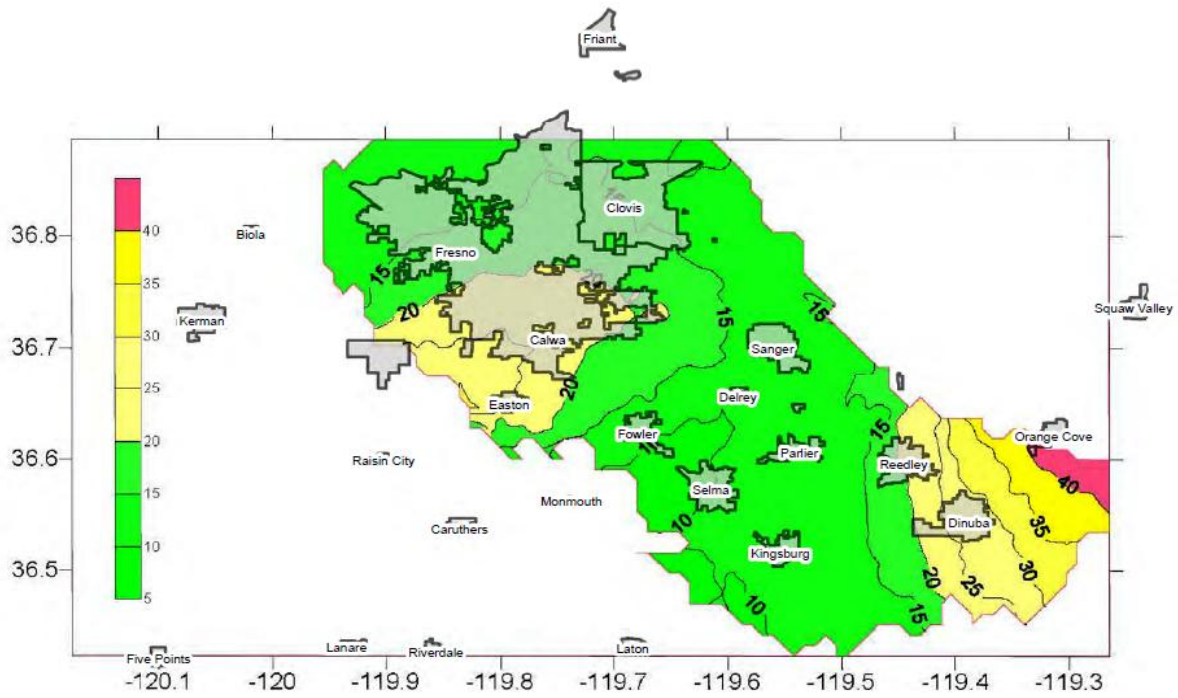 Friant
36.8
36.7
36.6
36.5
40
35
30
25
20
15
10
5
Biola
Kerman
Fresno
Clovis
15
20
20
Calwa
20
Easton
15
15
Squaw Valley
Sanger
Delrey
Fowler
Parlier
15
Reedley
Orange Cove
40
Raisin City
Selma
Monmouth
10
Caruthers
Dinuba
35
Kingsburg
30
25
20
15
10
Five Points
Lanare
Riverdale
Laton
-120.1
-120
-119.9
-119.8
-119.7
-119.6
-119.5
-119.4
-119.3